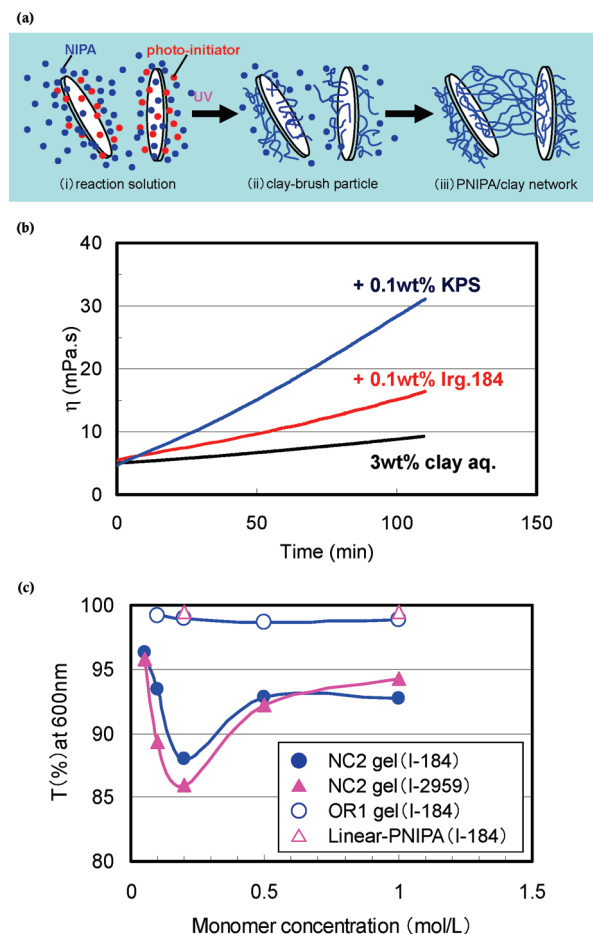 (a)
NIPA
photo-initiator
UV
(i) reaction solution
(ii) clay-brush particle
(iii) PNIPA/clay network
(b)
40
30
20
10
0
η (mPa.s)
+ 0.1wt% KPS
+ 0.1wt% Irg.184
3wt% clay aq.
0
50
100
150
Time (min)
(c)
100
95
90
85
80
T(%) at 600nm
NC2 gel (I-184)
NC2 gel (I-2959)
OR1 gel (I-184)
Linear-PNIPA (I-184)
0
0.5
1
1.5
Monomer concentration (mol/L)